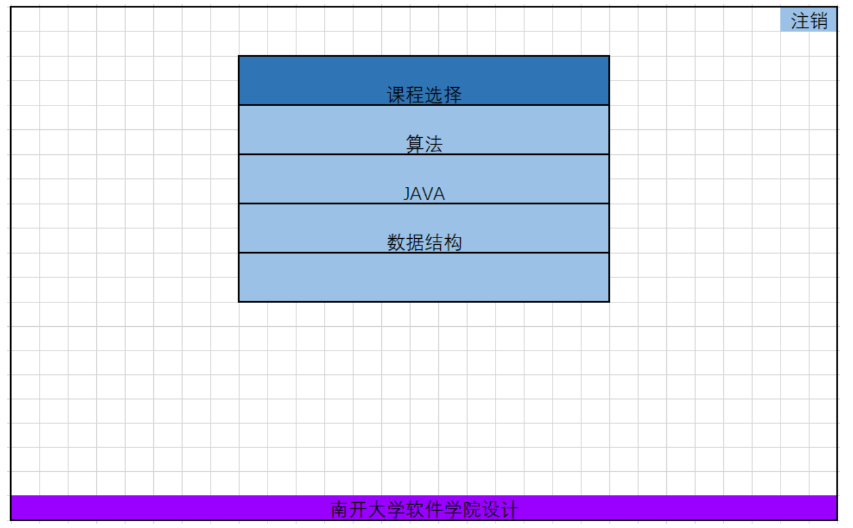 注销
课程选择
算法
JAVA
数据结构
南开大学软件学院设计